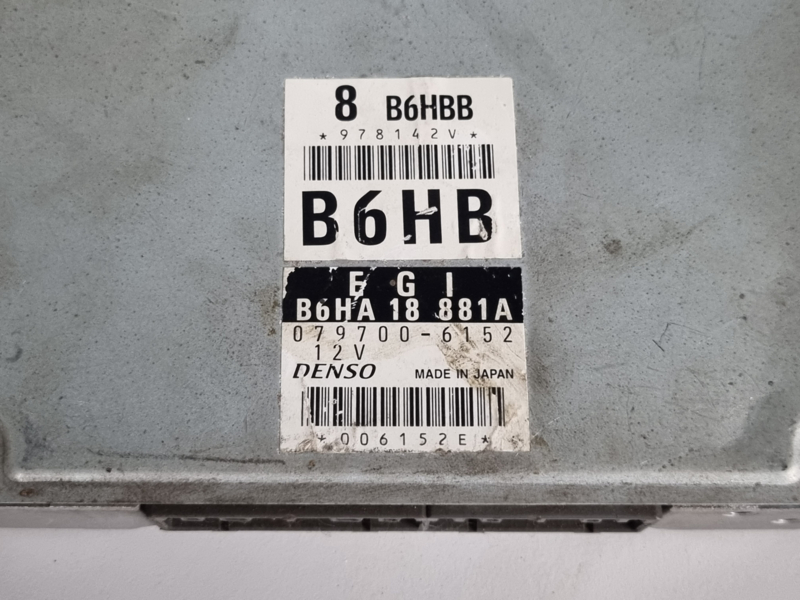 8 B6HBB
*978142V*
B6HB
EGI
B6HA 18 881A
079700-6152
12V
DENSO MADE IN JAPAN
*006152E*